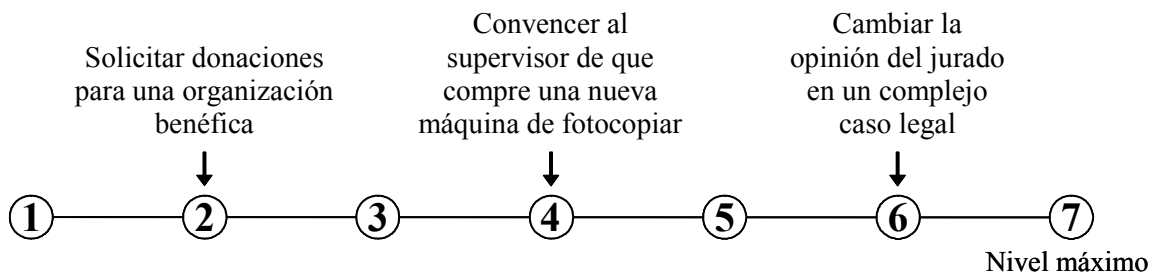 Solicitar donaciones
para una organización
benéfica
Convencer al
supervisor de que
compre una nueva
máquina de fotocopiar
Cambiar la
opinión del jurado
en un complejo
caso legal
1
2
3
4
5
6
7
Nivel máximo